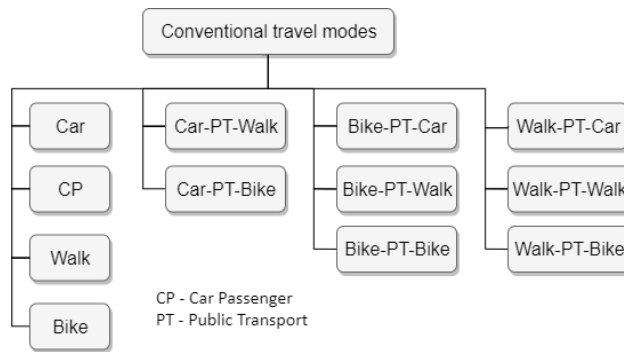 Conventional travel modes
Car
CP
Walk
Bike
Car-PT-Walk
Car-PT-Bike
Bike-PT-Car
Bike-PT-Walk
Bike-PT-Bike
Walk-PT-Car
Walk-PT-Walk
Walk-PT-Bike
CP - Car Passenger
PT - Public Transport